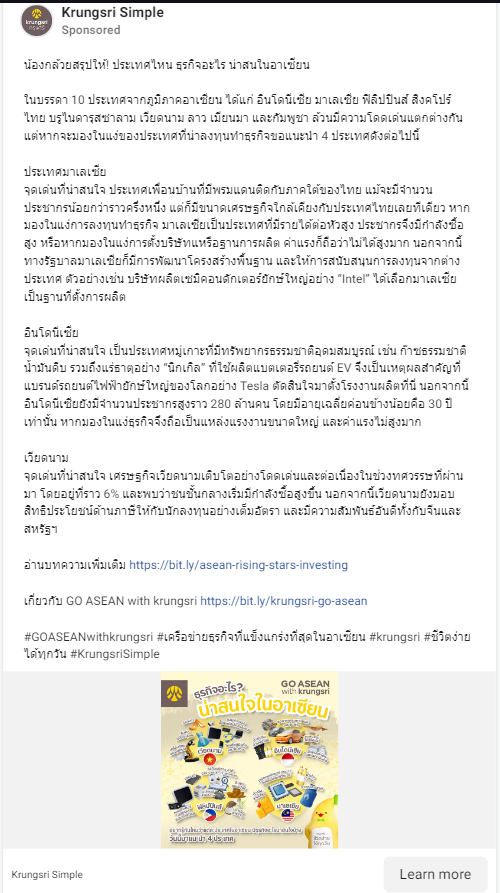 Krungsri Simple
Sponsored
น้องกล้วยสรุปให้! ประเทศไหน ธุรกิจอะไร น่าสนในอาเซียน
ในบรรดา 10 ประเทศจากภูมิภาคอาเซียน ได้แก่ อินโดนีเซีย มาเลเซีย ฟิลิปปินส์ สิงคโปร์
ไทย บรูไนดารุสซาลาม เวียดนาม ลาว เมียนมา และกัมพูชา ล้วนมีความโดดเด่นแตกต่างกัน
แต่หากจะมองในแง่ของประเทศที่น่าลงทุนทำธุรกิจขอแนะนำ 4 ประเทศดังต่อไปนี้
ประเทศมาเลเซีย
จุดเด่นที่น่าสนใจ ประเทศเพื่อนบ้านที่มีพรมแดนติดกับภาคใต้ของไทย แม้จะมีจำนวน
ประชากรน้อยกว่าราวครึ่งหนึ่ง แต่ก็มีขนาดเศรษฐกิจใกล้เคียงกับประเทศไทยเลยทีเดียว หาก
มองในแง่การลงทุนทำธุรกิจ มาเลเซียเป็นประเทศที่มีรายได้ต่อหัวสูง ประชากรจึงมีกำลังซื้อ
สูง หรือหากมองในแง่การตั้งบริษัทแหรือฐานการผลิต ค่าแรงก็ถือว่าไม่ได้สูงมาก นอกจากนี้
ทางรัฐบาลมาเลเซียก็มีการพัฒนาโครงสร้างพื้นฐาน และให้การสนับสนุนการลงทุนจากต่าง
ประเทศ ตัวอย่างเช่น บริษัทผลิตเซมิคอนดักเตอร์ยักษ์ใหญ่อย่าง “Intel” ได้เลือกมาเลเซีย
เป็นฐานที่ตั้งการผลิต
อินโดนีเซีย
จุดเด่นที่น่าสนใจ เป็นประเทศหมู่เกาะที่มีทรัพยากรธรรมชาติอุดมสมบูรณ์ เช่น ก๊าซธรรมชาติ
น้ำมันดิบ รวมถึงแร่ธาตุอย่าง “นิกเกิล” ที่ใช้ผลิตแบตเตอรี่รถยนต์ EV จึงเป็นเหตุผลสำคัญที่
แบรนด์รถยนต์ไฟฟ้ายักษ์ใหญ่ของโลกอย่าง Tesla ตัดสินใจมาตั้งโรงงานผลิตที่นี่ นอกจากนี้
อินโดนีเซียยังมีจำนวนประชากรสูงราว 280 ล้านคน โดยมีอายุเฉลี่ยค่อนข้างน้อยคือ 30 ปี
เท่านั้น หากมองในแง่ธุรกิจจึงถือเป็นแหล่งแรงงานขนาดใหญ่ และค่าแรงไม่สูงมาก
เวียดนาม
จุดเด่นที่น่าสนใจ เศรษฐกิจเวียดนามเติบโตอย่างโดดเด่นและต่อเนื่องในช่วงทศวรรษที่ผ่าน
มา โดยอยู่ที่ราว 6% และพบว่าชนชั้นกลางเริ่มมีกำลังซื้อสูงขึ้น นอกจากนี้เวียดนามยังมอบ
สิทธิประโยชน์ด้านภาษีให้กับนักลงทุนอย่างเต็มอัตรา และมีความสัมพันธ์อันดีทั้งกับจีนและ
สหรัฐฯ
อ่านบทความเพิ่มเติม https://bit.ly/asean-rising-stars-investing
เกี่ยวกับ GO ASEAN with krungsri https://bit.ly/krungsri-go-asean
#GOASEANwithkrungsri #เครือข่ายธุรกิจที่แข็งแกร่งที่สุดในอาเซียน #krungsri #ชีวิตง่าย
ได้ทุกวัน #KrungsriSimple
ธุรกิจอะไร?
GO ASEAN
with krungsri
น่าสนใจในอาเซียน
เวียดนาม
อินโดนีเซีย
ฟิลิปปินส์
มาเลเซีย
Krungsri Simple
Learn more